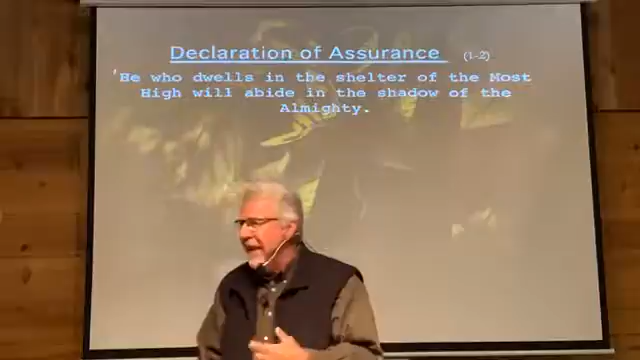 Declaration of Assurance (1-2)
'He who dwells in the shelter of the Most
High will abide in the shadow of the
Almighty.